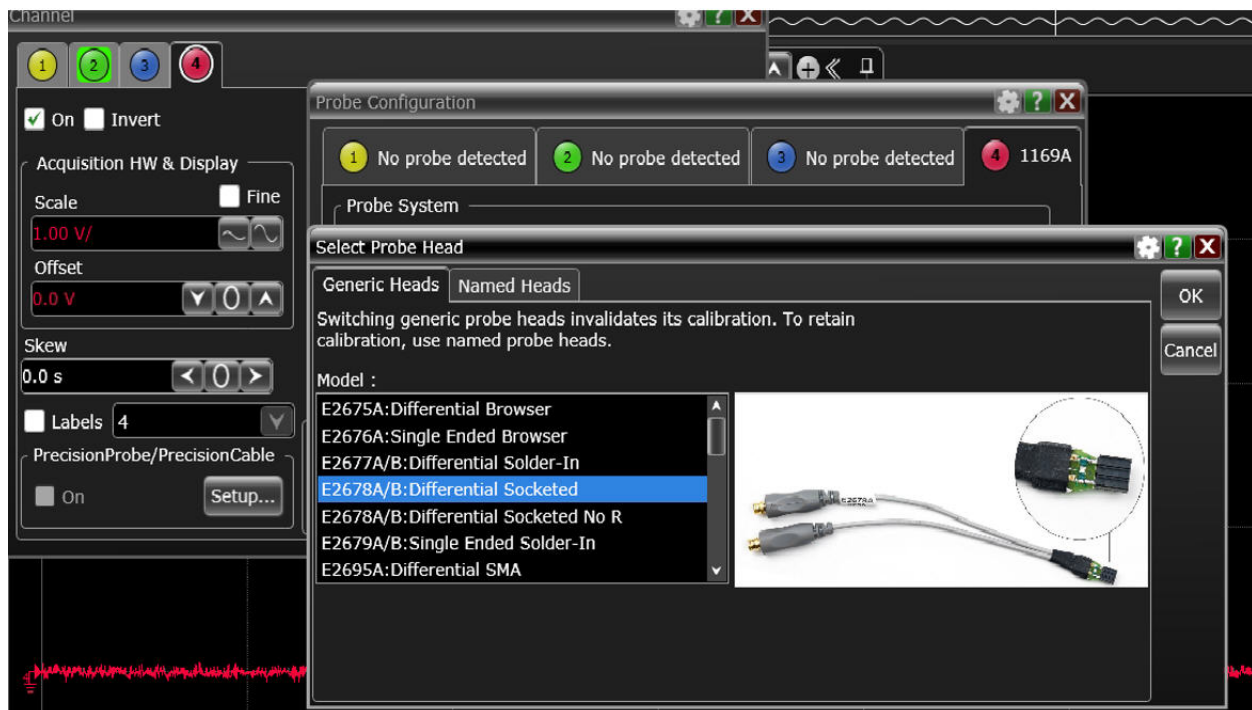 Channel
1
2
3
4
On
Invert
Acquisition HW & Display
Scale
Fine
1.00 V/
Offset
0.0 V
0
Skew
0.0 s
0
Labels
4
PrecisionProbe/PrecisionCable
On
Setup...
Probe Configuration
1 No probe detected
2 No probe detected
3 No probe detected
4 1169A
Probe System
Select Probe Head
Generic Heads
Named Heads
Switching generic probe heads invalidates its calibration. To retain
calibration, use named probe heads.
Model :
E2675A:Differential Browser
E2676A:Single Ended Browser
E2677A/B:Differential Solder-In
E2678A/B:Differential Socketed
E2678A/B:Differential Socketed No R
E2679A/B:Single Ended Solder-In
E2695A:Differential SMA
E2678A
OK
Cancel